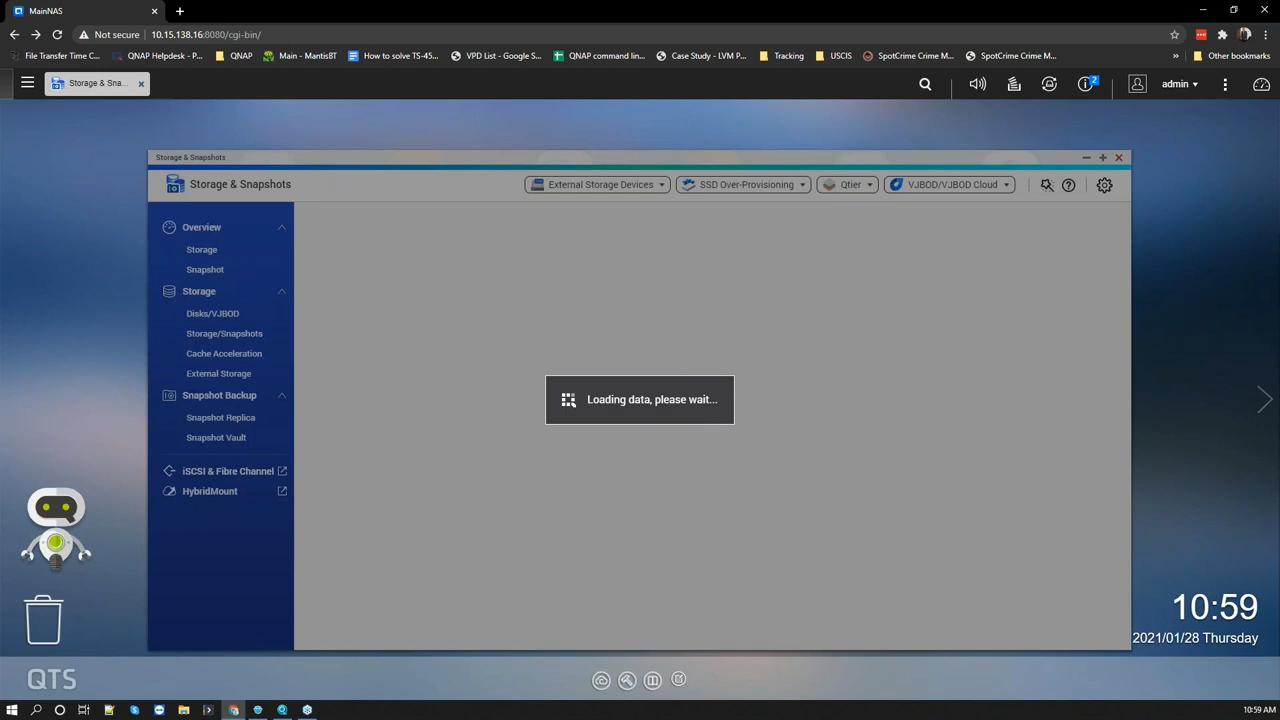 MainNAS
Not secure 10.15.138.16:8080/cgi-bin/
File Transfer Time C...
QNAP Helpdesk - P...
QNAP
Main - MantisBT
How to solve TS-45...
VPD List - Google S...
QNAP command lin...
Case Study - LVM P...
Tracking
USCIS
SpotCrime Crime M...
SpotCrime Crime M...
»
Other bookmarks
Storage & Sna...
2
admin
Storage & Snapshots
Storage & Snapshots
External Storage Devices
SSD Over-Provisioning
Qtier
VJBOD/VJBOD Cloud
Overview
Storage
Snapshot
Storage
Disks/VJBOD
Storage/Snapshots
Cache Acceleration
External Storage
Snapshot Backup
Snapshot Replica
Snapshot Vault
iSCSI & Fibre Channel
HybridMount
Loading data, please wait...
10:59
2021/01/28 Thursday
QTS
10:59 AM